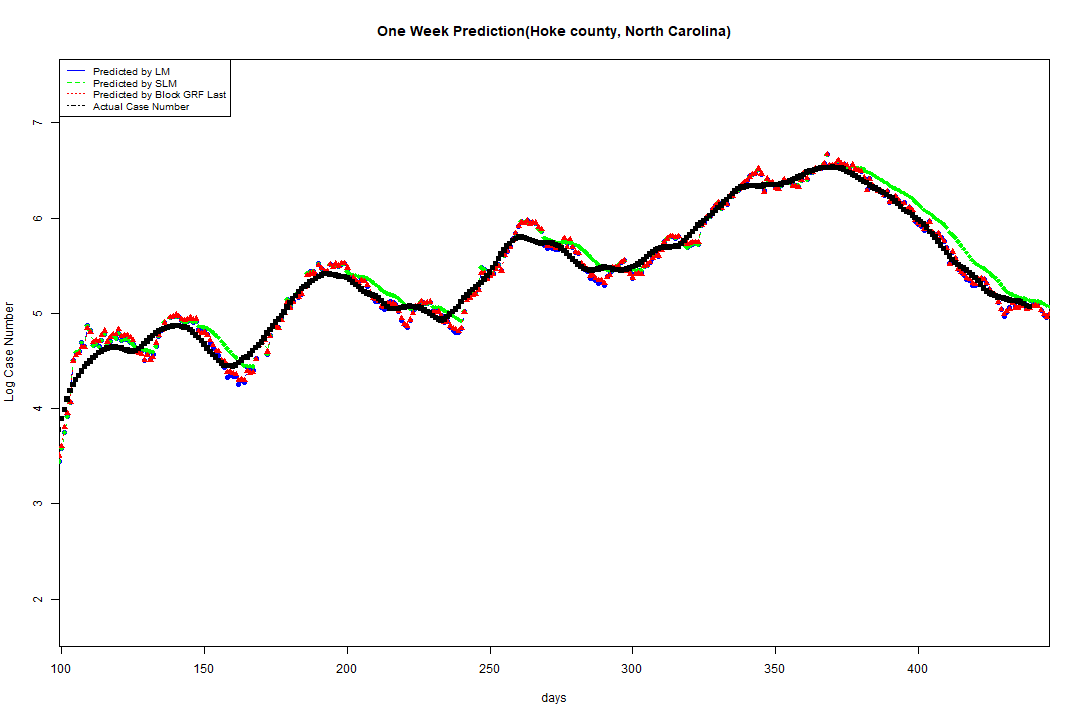 One Week Prediction(Hoke county, North Carolina)
Predicted by LM
Predicted by SLM
Predicted by Block GRF Last
Actual Case Number
7
6
5
4
3
2
Log Case Number
100 150 200 250 300 350 400
days